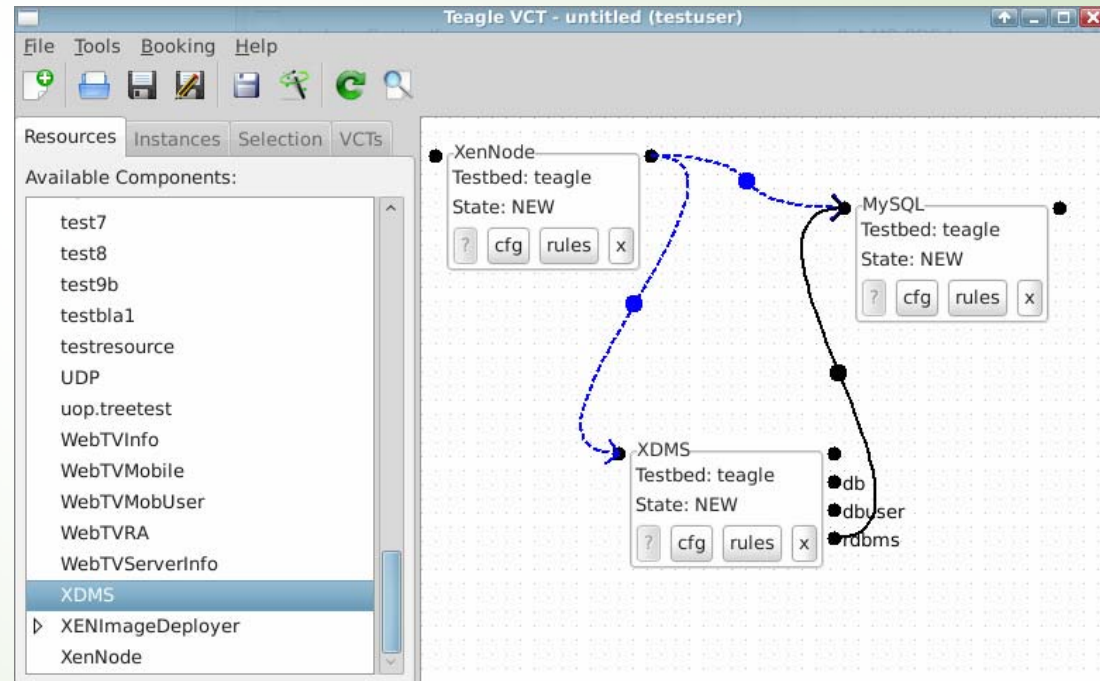 Teagle VCT - untitled (testuser)
File Tools Booking Help
Resources Instances Selection VCTs
Available Components:
test7
test8
test9b
testbla1
testresource
UDP
uop.treetest
WebTVInfo
WebTVMobile
WebTVMobUser
WebTVRA
WebTVServerInfo
XDMS
XENImageDeployer
XenNode
XenNode
Testbed: teagle
State: NEW
? cfg rules x
MySQL
Testbed: teagle
State: NEW
? cfg rules x
XDMS
Testbed: teagle
State: NEW
? cfg rules x
db
dbuser
rdbms